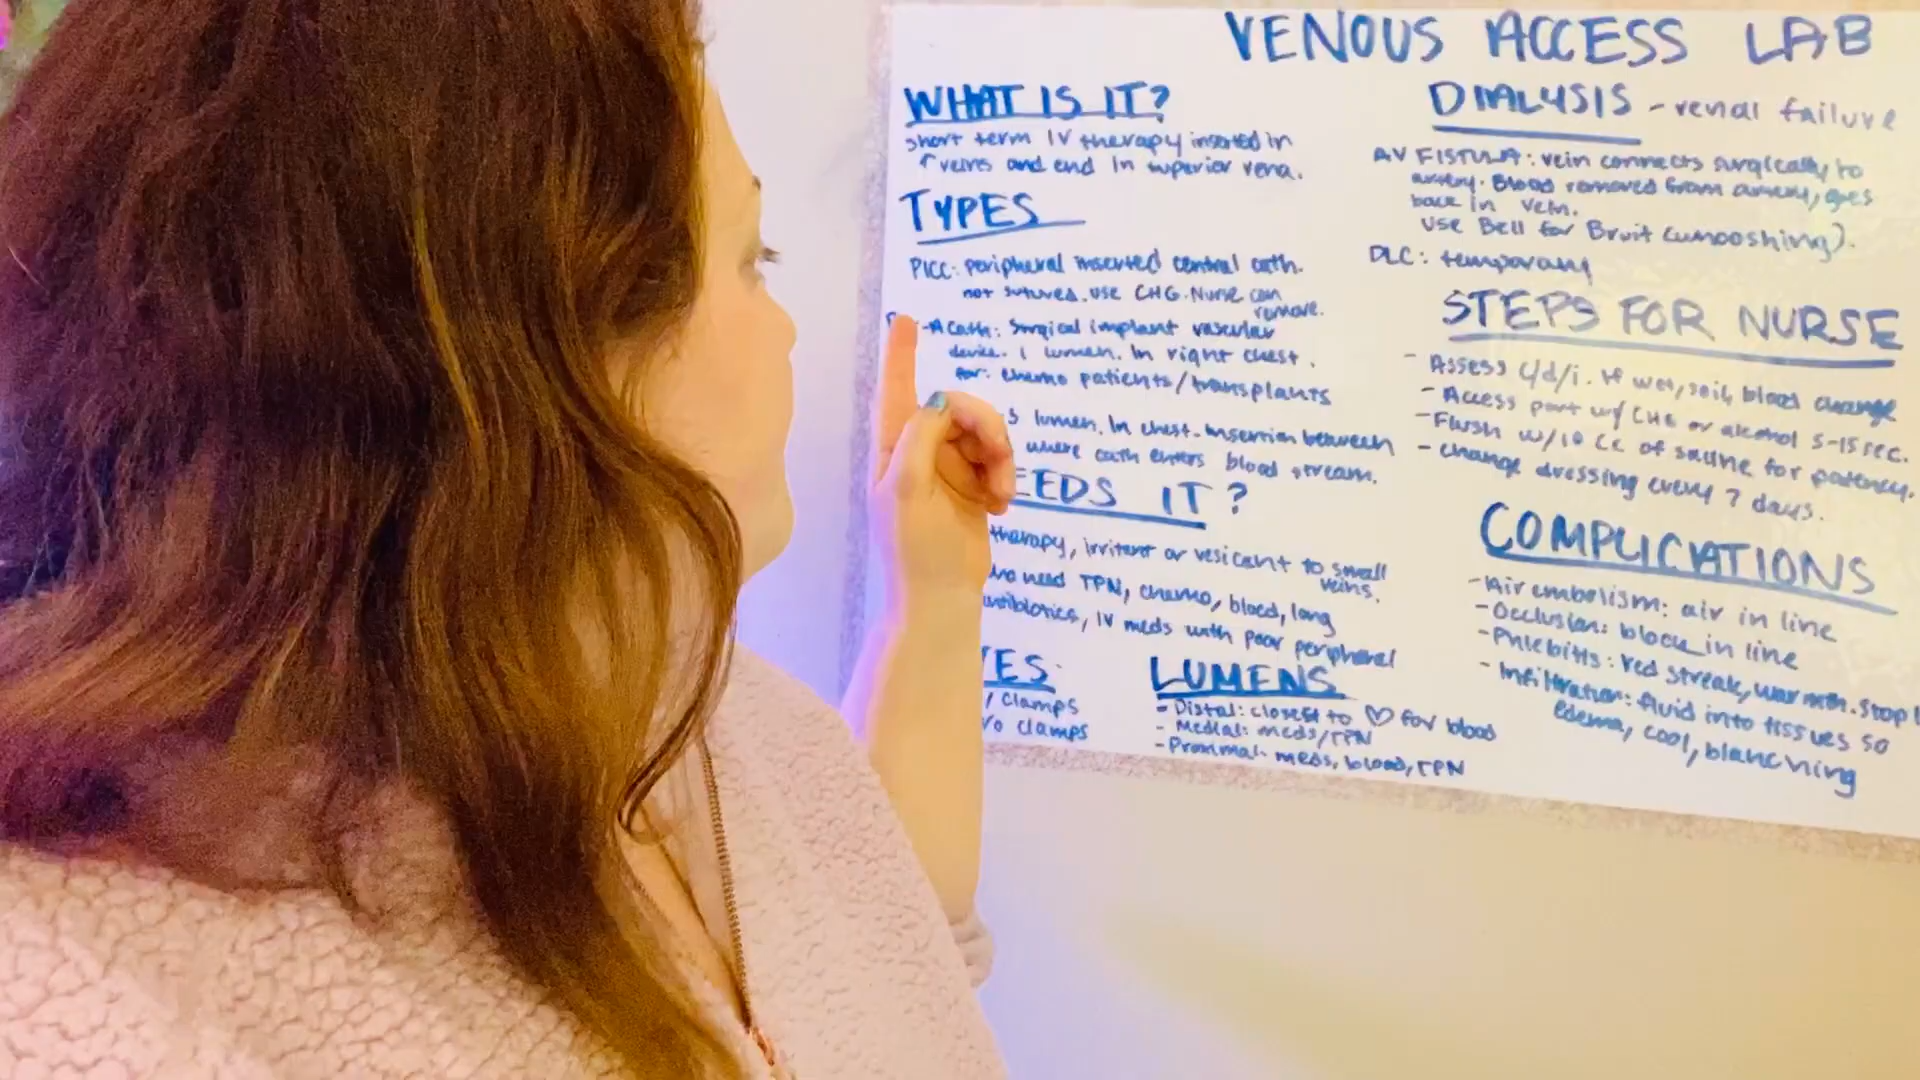 VENOUS ACCESS LAB
WHAT IS IT?
short term IV therapy inserted in
veins and end in superior vena.
TYPES
PICC: peripheral inserted central cath.
not sutured. use CHG. Nurse can
remove.
-A cath: Surgical implant vascular
device. 1 lumen. In right chest.
for: chemo patients/transplants
3 lumen. In chest. Insertion between
where cath enters blood stream.
EEDS IT?
therapy, irritant or vesicant to small
veins.
need TPN, chemo, blood, long
antibiotics, IV meds with poor peripheral
ES:
/ clamps
/o clamps
LUMENS
- Distal: closest to ♡ for blood
- Medial: meds/TPN
- Proximal- meds, blood, TPN
DIALYSIS - renal failure
AV FISTULA: vein connects surgically to
artery. Blood removed from artery, goes
back in vein.
Use Bell for Bruit (whooshing).
DLC: temporary
STEPS FOR NURSE
- Assess c/d/i. If wet, soil, blood change
- Access port w/ CHG or alcohol 5-15 sec.
- Flush w/10 cc of saline for patency.
- change dressing every 7 days.
COMPLICIATIONS
- Air embolism: air in line
- Occlusion: block in line
- Phlebitis: red streak, warmth. stop
- Infiltration: fluid into tissues so
edema, cool, blanching